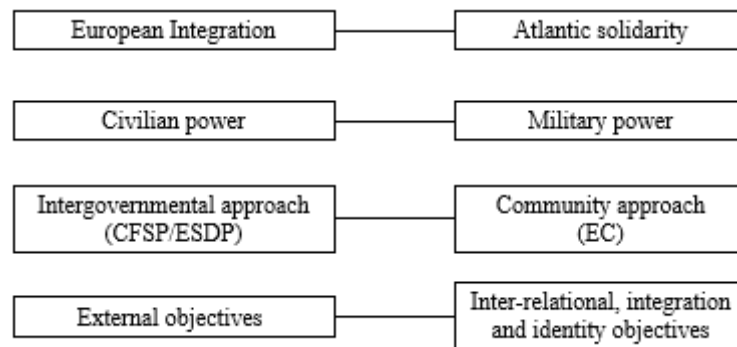 European Integration
Atlantic solidarity
Civilian power
Military power
Intergovernmental approach
(CFSP/ESDP)
Community approach
(EC)
External objectives
Inter-relational, integration
and identity objectives